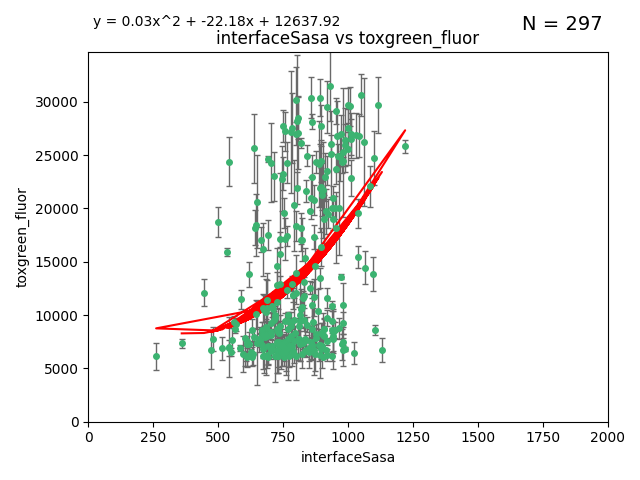 y = 0.03x^2 + -22.18x + 12637.92
N = 297
interfaceSasa vs toxgreen_fluor
30000
25000
20000
15000
10000
5000
0
toxgreen_fluor
0 250 500 750 1000 1250 1500 1750 2000
interfaceSasa